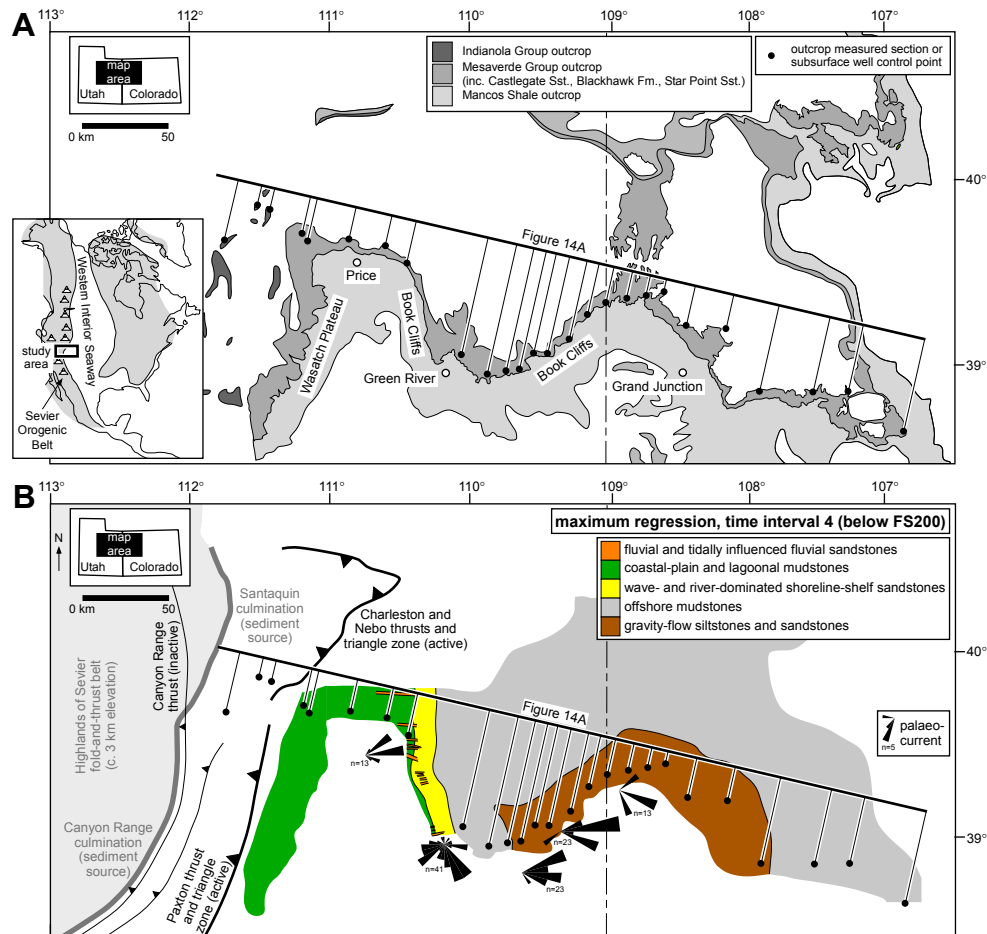 113°
112°
111°
110°
109°
108°
107°
A
map
area
Utah
Colorado
0 km
50
Indianola Group outcrop
Mesaverde Group outcrop
(inc. Castlegate Sst., Blackhawk Fm., Star Point Sst.)
Mancos Shale outcrop
outcrop measured section or
subsurface well control point
40°
39°
Figure 14A
Western Interior Seaway
study
area
Sevier
Orogenic
Belt
Price
Wasatch Plateau
Book Cliffs
Green River
Book Cliffs
Grand Junction
B
113°
112°
111°
110°
109°
108°
107°
N
map
area
Utah
Colorado
0 km
50
maximum regression, time interval 4 (below FS200)
fluvial and tidally influenced fluvial sandstones
coastal-plain and lagoonal mudstones
wave- and river-dominated shoreline-shelf sandstones
offshore mudstones
gravity-flow siltstones and sandstones
Santaquin
culmination
(sediment
source)
Charleston and
Nebo thrusts and
triangle zone (active)
Canyon Range
thrust (inactive)
Highlands of Sevier
fold-and-thrust belt
(c. 3 km elevation)
Canyon Range
culmination
(sediment
source)
Paxton thrust
and triangle
zone (active)
40°
39°
Figure 14A
palaeo-
current
n=5
n=13
n=41
n=23
n=23
n=13